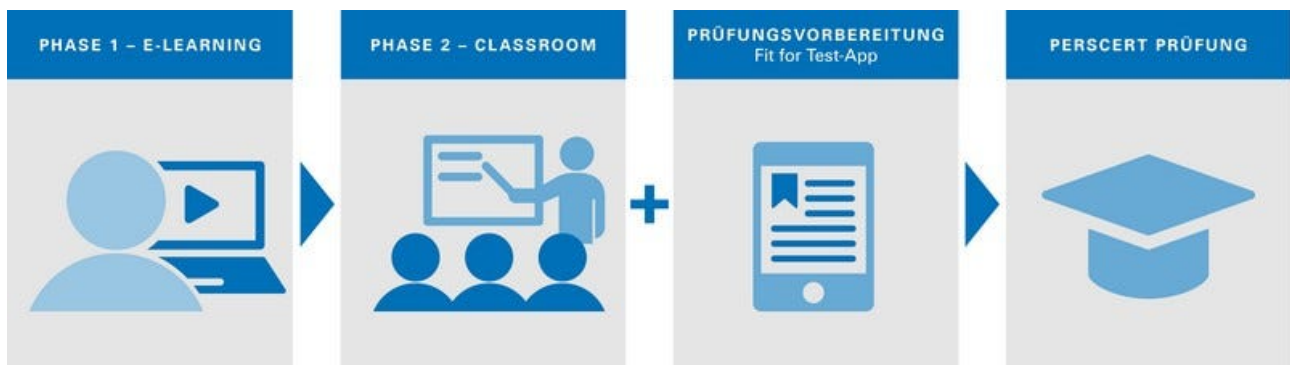 PHASE 1 – E-LEARNING
PHASE 2 – CLASSROOM
PRÜFUNGSVORBEREITUNG
Fit for Test-App
PERSCERT PRÜFUNG